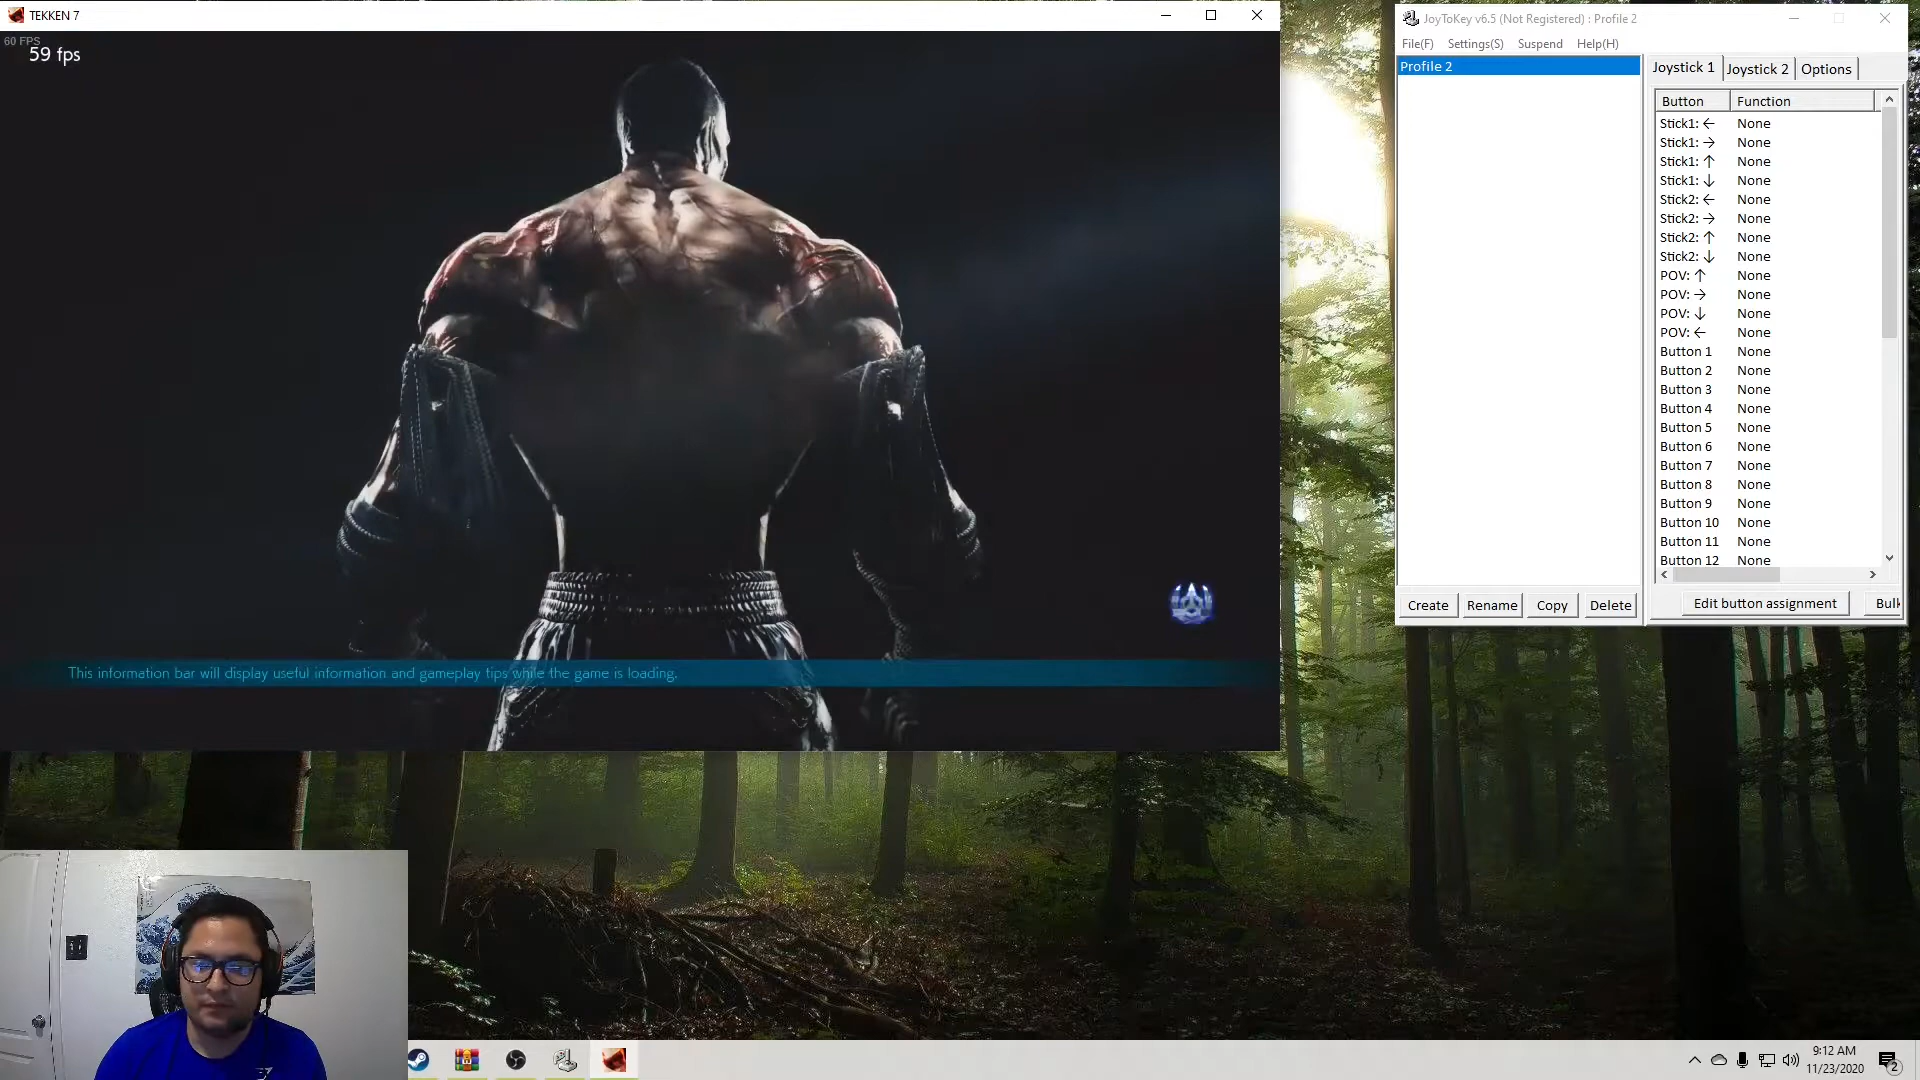 TEKKEN 7
60 FPS
59 fps
This information bar will display useful information and gameplay tips while the game is loading.
JoyToKey v6.5 (Not Registered) : Profile 2
File(F) Settings(S) Suspend Help(H)
Profile 2
Joystick 1 Joystick 2 Options
Button Function
Stick1: ← None
Stick1: → None
Stick1: ↑ None
Stick1: ↓ None
Stick2: ← None
Stick2: → None
Stick2: ↑ None
Stick2: ↓ None
POV: ↑ None
POV: → None
POV: ↓ None
POV: ← None
Button 1 None
Button 2 None
Button 3 None
Button 4 None
Button 5 None
Button 6 None
Button 7 None
Button 8 None
Button 9 None
Button 10 None
Button 11 None
Button 12 None
Create Rename Copy Delete
Edit button assignment Bulk
9:12 AM
11/23/2020
2